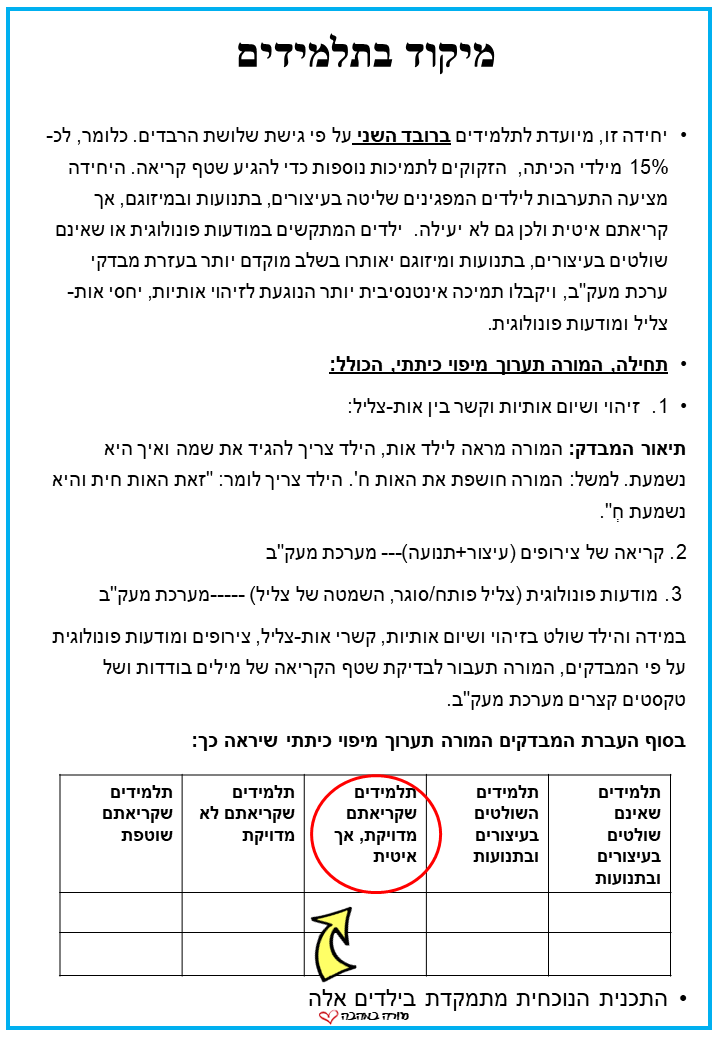 מיקוד בתלמידים
• יחידה זו, מיועדת לתלמידים ברובד השני על פי גישת שלושת הרבדים. כלומר, לכ-
15% מילדי הכיתה, הזקוקים לתמיכות נוספות כדי להגיע שטף קריאה. היחידה
מציעה התערבות לילדים המפגינים שליטה בעיצורים, בתנועות ובמיזוגם, אך
קריאתם איטית ולכן גם לא יעילה. ילדים המתקשים במודעות פונולוגית או שאינם
שולטים בעיצורים, בתנועות ומיזוגם יאותרו בשלב מוקדם יותר בעזרת מבדקי
ערכת מעק"ב, ויקבלו תמיכה אינטנסיבית יותר הנוגעת לזיהוי אותיות, יחסי אות-
צליל ומודעות פונולוגית.
• תחילה, המורה תערוך מיפוי כיתתי, הכולל:
• 1. זיהוי ושיום אותיות וקשר בין אות-צליל:
תיאור המבדק: המורה מראה לילד אות, הילד צריך להגיד את שמה ואיך היא
נשמעת. למשל: המורה חושפת את האות ח'. הילד צריך לומר: "זאת האות חית והיא
נשמעת חְ".
2. קריאה של צירופים (עיצור+תנועה)--- מערכת מעק"ב
3. מודעות פונולוגית (צליל פותח/סוגר, השמטה של צליל) -----מערכת מעק"ב
במידה והילד שולט בזיהוי ושיום אותיות, קשרי אות-צליל, צירופים ומודעות פונולוגית
על פי המבדקים, המורה תעבור לבדיקת שטף הקריאה של מילים בודדות ושל
טקסטים קצרים מערכת מעק"ב.
בסוף העברת המבדקים המורה תערוך מיפוי כיתתי שיראה כך:
תלמידים
שאינם
שולטים
בעיצורים
ובתנועות
תלמידים
השולטים
בעיצורים
ובתנועות
תלמידים
שקריאתם
מדויקת, אך
איטית
תלמידים
שקריאתם לא
מדויקת
תלמידים
שקריאתם
שוטפת
• התכנית הנוכחית מתמקדת בילדים אלה
מורה באהבה